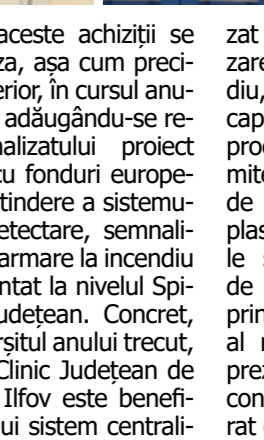 aceste achiziții se
za, așa cum preci-
erior, în cursul anu-
adăugându-se re-
nalizatului proiect
cu fonduri europe-
tindere a sistemu-
etectare, semnali-
armare la incendiu
ntat la nivelul Spi-
udețean. Concret,
rșitul anului trecut,
Clinic Județean de
Ilfov este benefi-
ui sistem centrali-
zat
zare
diu,
cap
proc
mite
de
plas
le s
de
prin
al r
prez
con
rat